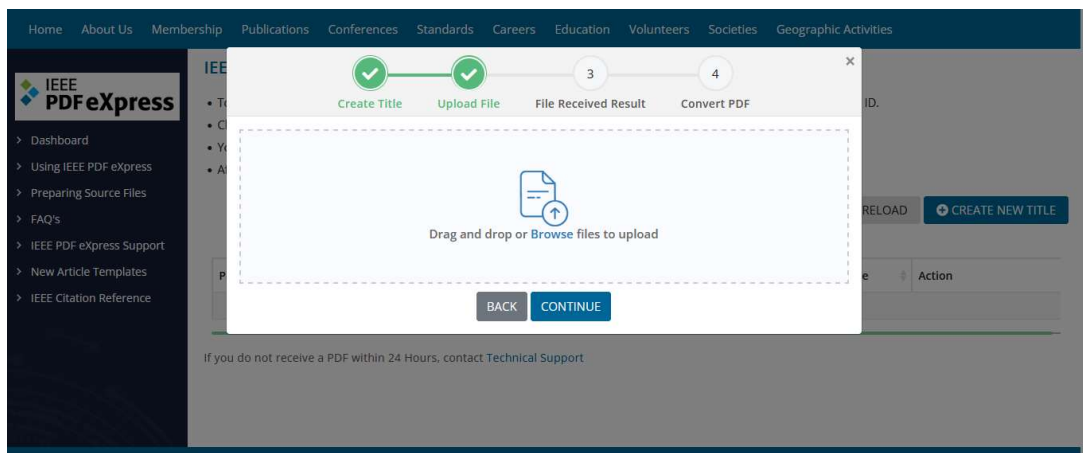 Home About Us Membership Publications Conferences Standards Careers Education Volunteers Societies Geographic Activities
IEEE
PDF eXpress
Dashboard
Using IEEE PDF eXpress
Preparing Source Files
FAQ's
IEEE PDF eXpress Support
New Article Templates
IEEE Citation Reference
IEE
ID.
×
3
4
Create Title Upload File File Received Result Convert PDF
Drag and drop or Browse files to upload
BACK CONTINUE
RELOAD CREATE NEW TITLE
P
e Action
If you do not receive a PDF within 24 Hours, contact Technical Support